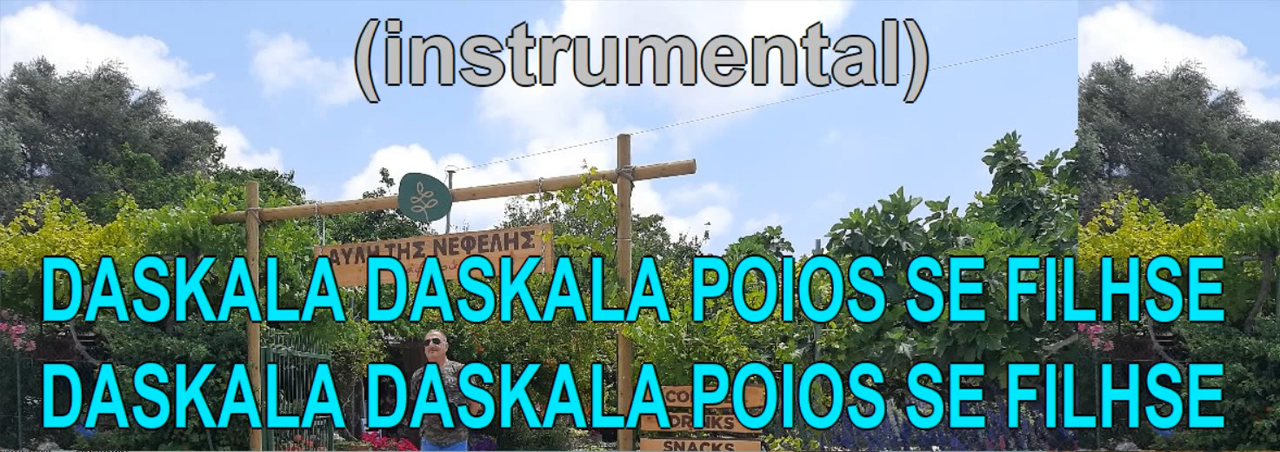 (instrumental)
ΑΥΛΗ ΤΗΣ ΝΕΦΕΛΗΣ
DASKALA DASKALA POIOS SE FILHSE
DASKALA DASKALA POIOS SE FILHSE
DRINKS
SNACKS